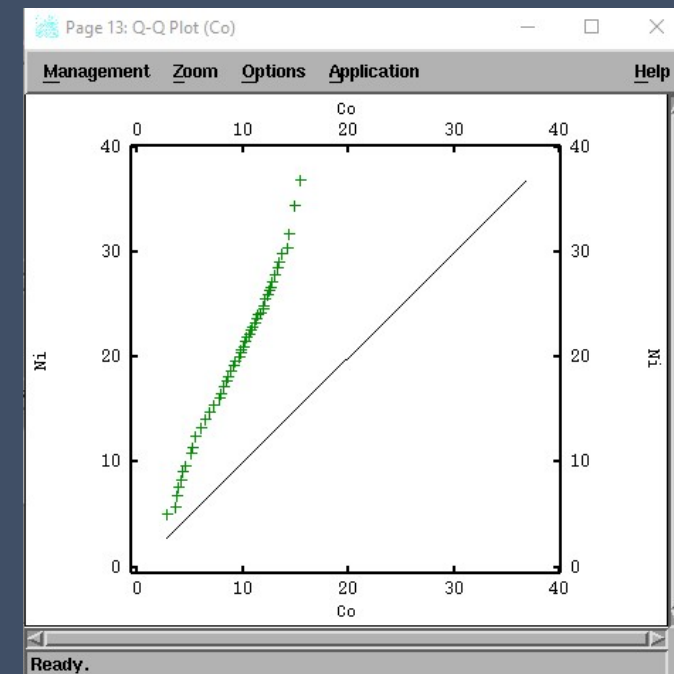 Page 13: Q-Q Plot (Co)
Management Zoom Options Application Help
Co
0 10 20 30 40
40 40
30 30
Ni 20 20 Ni
10 10
0 0
0 10 20 30 40
Co
Ready.